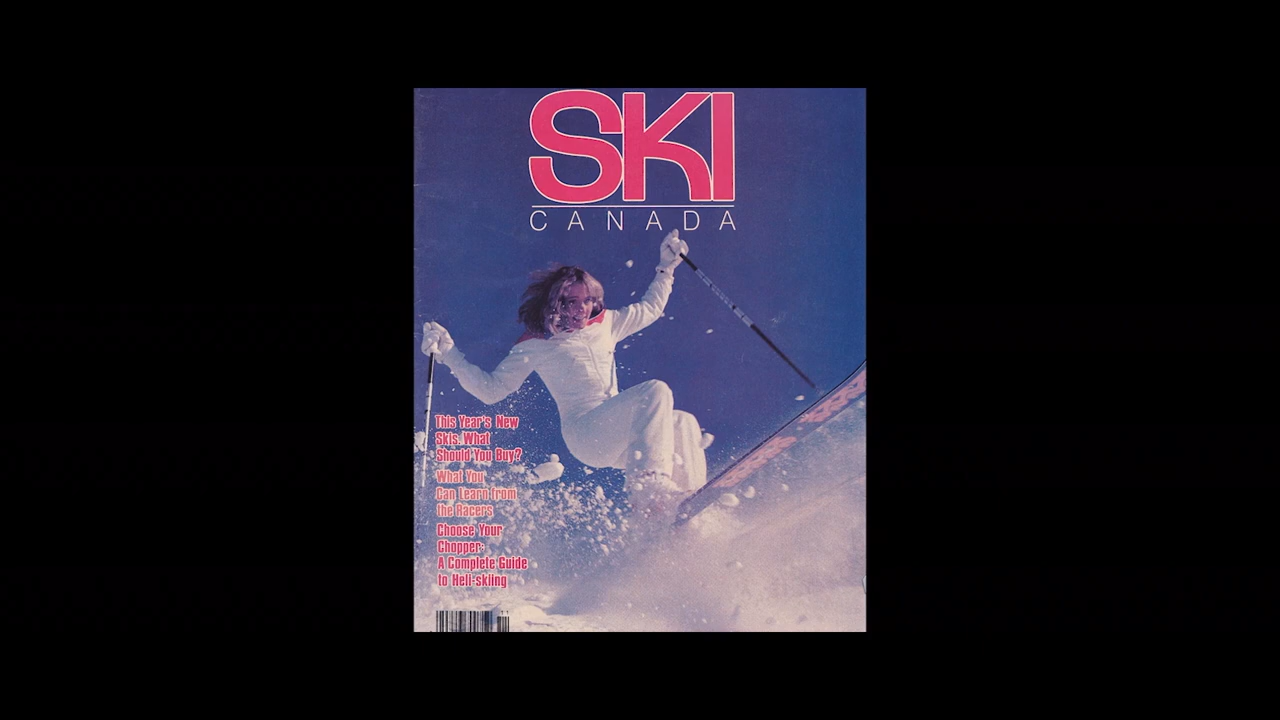 SKI
CANADA
This Year's New
Skis. What
Should You Buy?
What You
Can Learn from
the Racers
Choose Your
Chopper:
A Complete Guide
to Heli-skiing